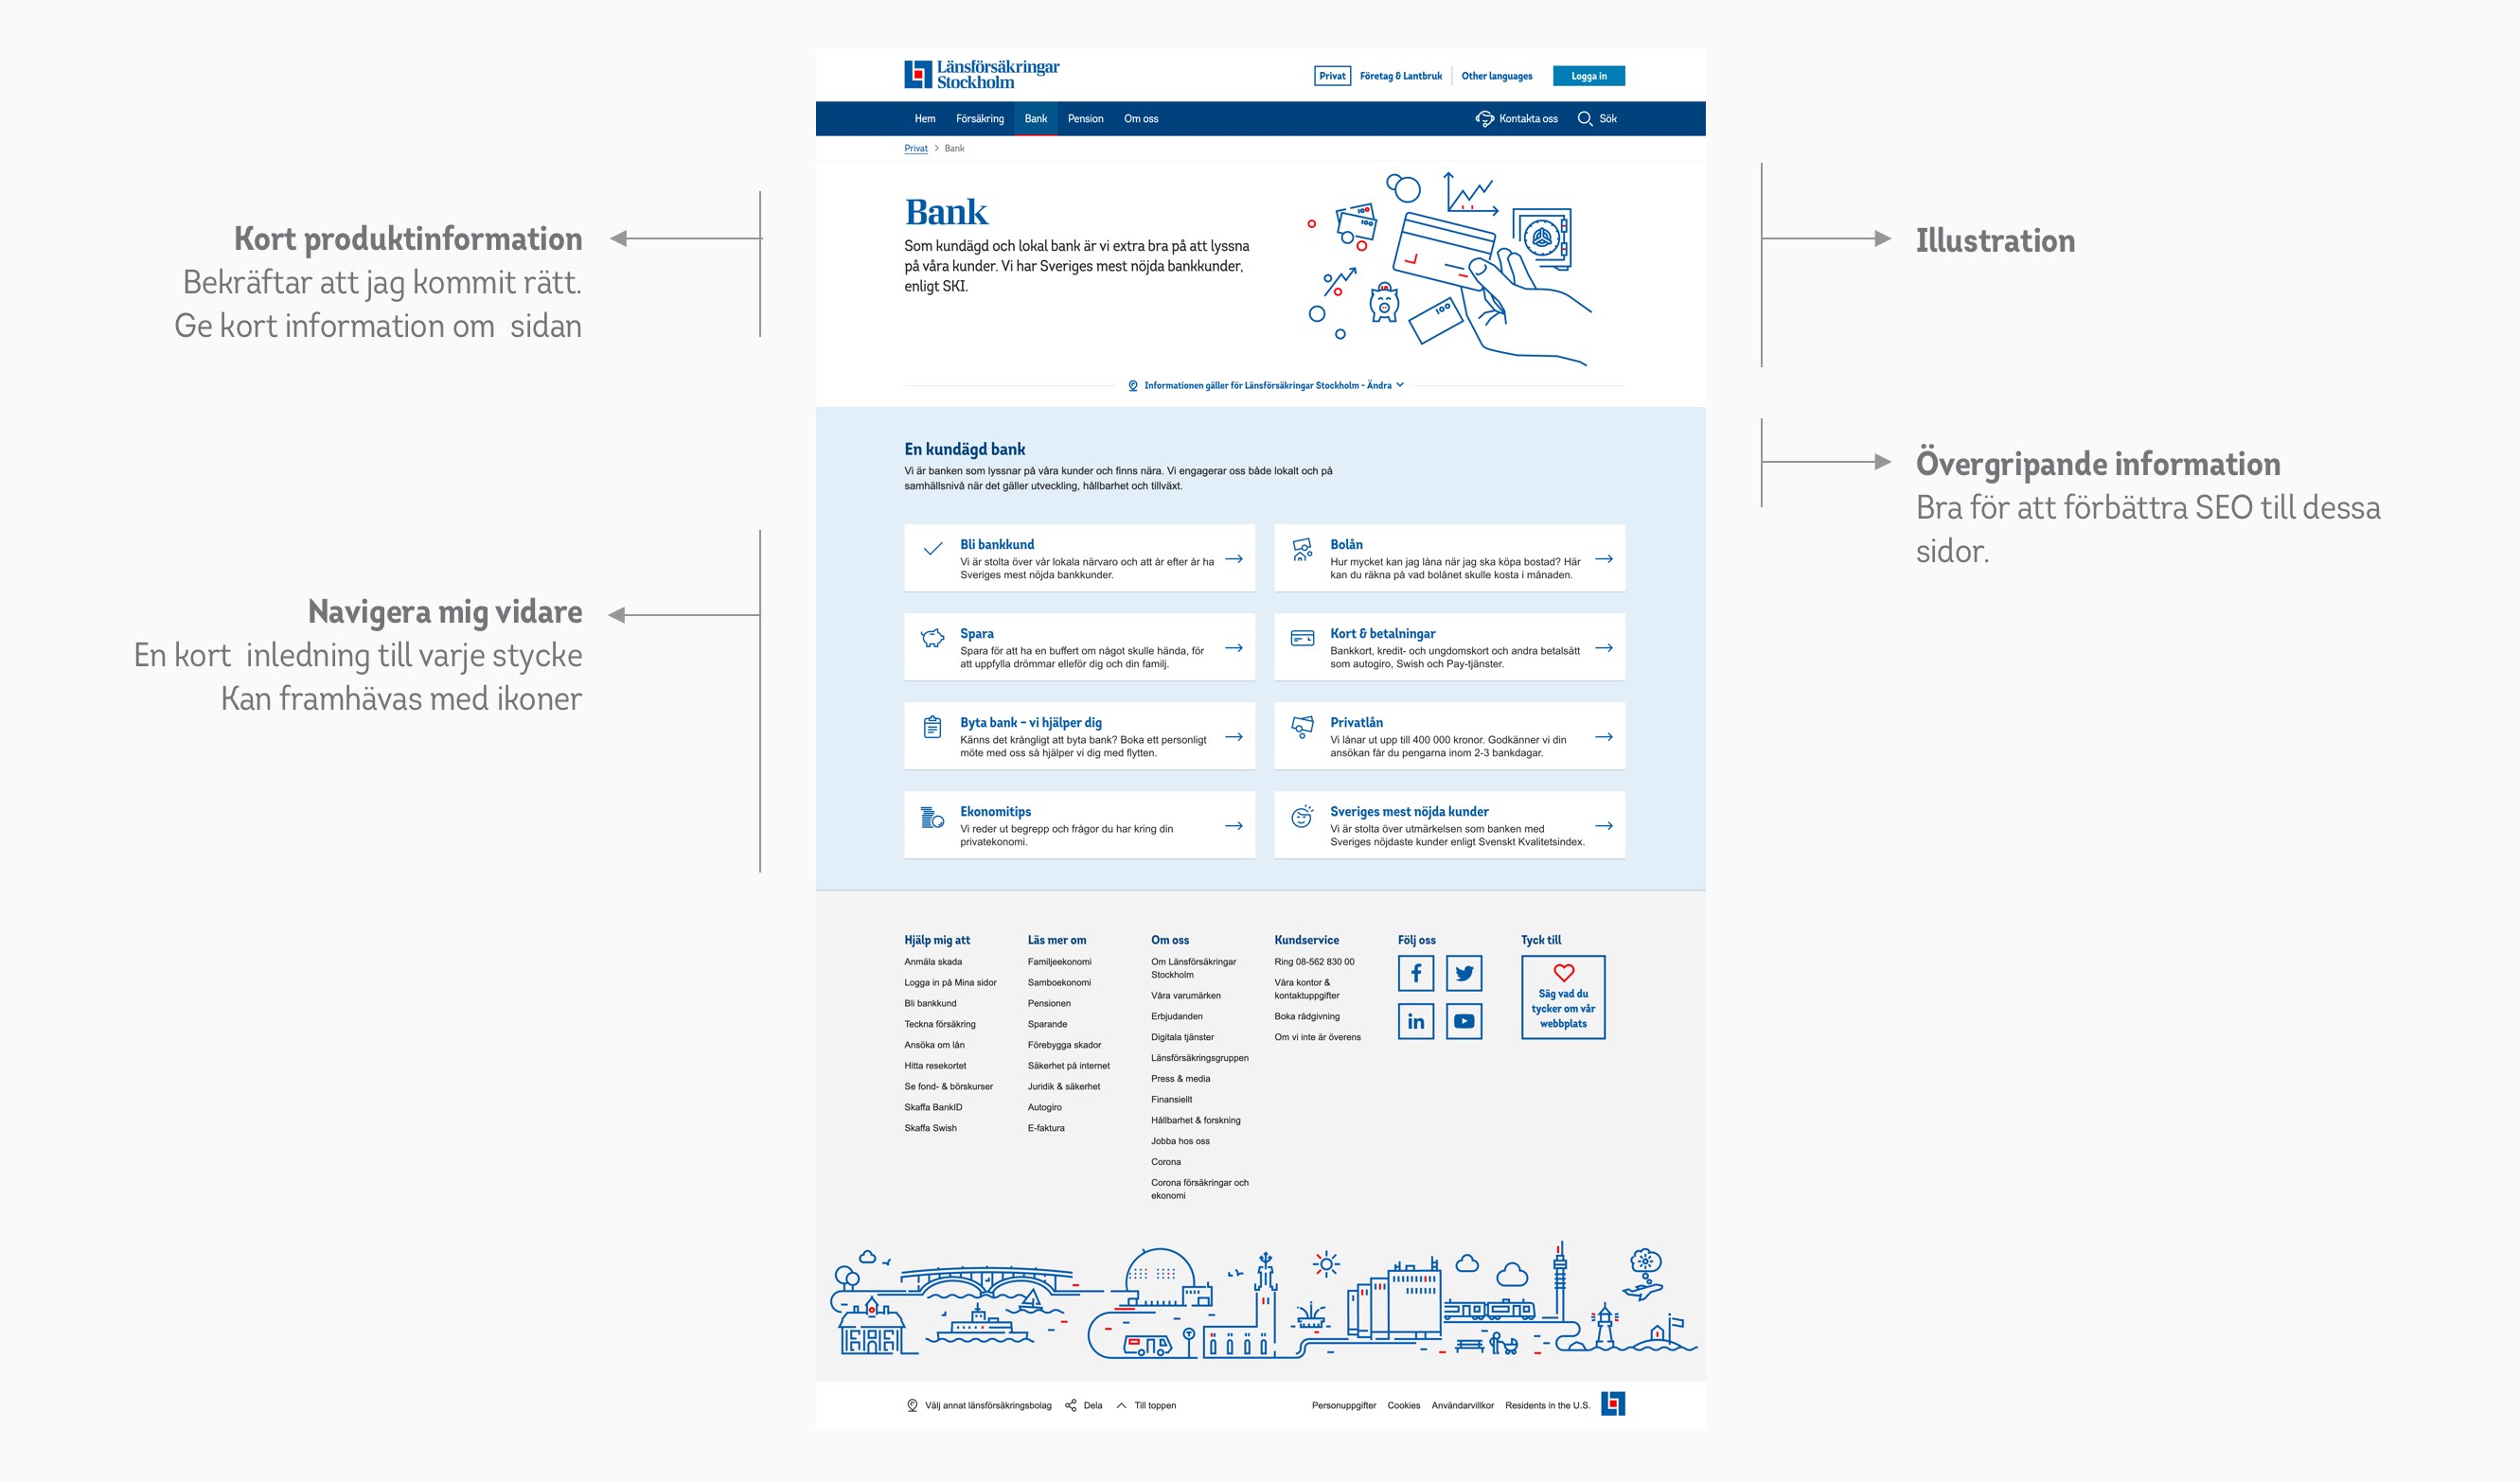 Länsförsäkringar
Stockholm
Privat
Företag & Lantbruk
Other languages
Logga in
Hem
Försäkring
Bank
Pension
Om oss
Kontakta oss
Sök
Privat > Bank
Kort produktinformation
Bekräftar att jag kommit rätt.
Ge kort information om sidan
Bank
Som kundägd och lokal bank är vi extra bra på att lyssna
på våra kunder. Vi har Sveriges mest nöjda bankkunder,
enligt SKI.
100
100
100
Illustration
Informationen gäller för Länsförsäkringar Stockholm - Ändra
En kundägd bank
Vi är banken som lyssnar på våra kunder och finns nära. Vi engagerar oss både lokalt och på
samhällsnivå när det gäller utveckling, hållbarhet och tillväxt.
Övergripande information
Bra för att förbättra SEO till dessa
sidor.
Navigera mig vidare
En kort inledning till varje stycke
Kan framhävas med ikoner
Bli bankkund
Vi är stolta över vår lokala närvaro och att år efter år ha
Sveriges mest nöjda bankkunder.
Bolån
Hur mycket kan jag låna när jag ska köpa bostad? Här
kan du räkna på vad bolånet skulle kosta i månaden.
Spara
Spara för att ha en buffert om något skulle hända, för
att uppfylla drömmar elleför dig och din familj.
Kort & betalningar
Bankkort, kredit- och ungdomskort och andra betalsätt
som autogiro, Swish och Pay-tjänster.
Byta bank – vi hjälper dig
Känns det krångligt att byta bank? Boka ett personligt
möte med oss så hjälper vi dig med flytten.
Privatlån
Vi lånar ut upp till 400 000 kronor. Godkänner vi din
ansökan får du pengarna inom 2-3 bankdagar.
Ekonomitips
Vi reder ut begrepp och frågor du har kring din
privatekonomi.
Sveriges mest nöjda kunder
Vi är stolta över utmärkelsen som banken med
Sveriges nöjdaste kunder enligt Svenskt Kvalitetsindex.
Hjälp mig att
Anmäla skada
Logga in på Mina sidor
Bli bankkund
Teckna försäkring
Ansöka om lån
Hitta resekortet
Se fond- & börskurser
Skaffa BankID
Skaffa Swish
Läs mer om
Familjeekonomi
Samboekonomi
Pensionen
Sparande
Förebygga skador
Säkerhet på internet
Juridik & säkerhet
Autogiro
E-faktura
Om oss
Om Länsförsäkringar
Stockholm
Våra varumärken
Erbjudanden
Digitala tjänster
Länsförsäkringsgruppen
Press & media
Finansiellt
Hållbarhet & forskning
Jobba hos oss
Corona
Corona försäkringar och
ekonomi
Kundservice
Ring 08-562 830 00
Våra kontor &
kontaktuppgifter
Boka rådgivning
Om vi inte är överens
Följ oss
Tyck till
Säg vad du
tycker om vår
webbplats
Välj annat länsförsäkringsbolag
Dela
Till toppen
Personuppgifter
Cookies
Användarvillkor
Residents in the U.S.